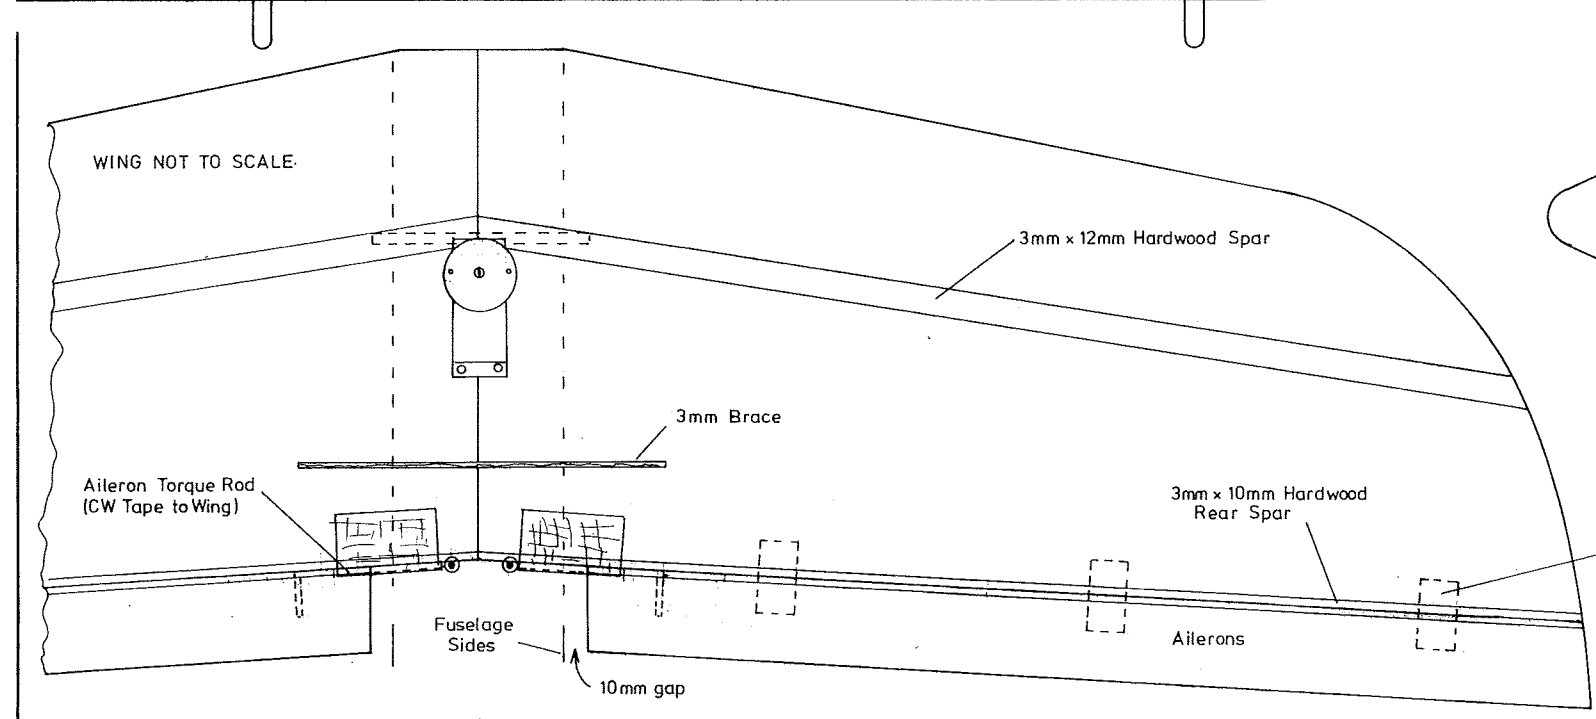 WING NOT TO SCALE.
3mm x 12mm Hardwood Spar
3mm Brace
Aileron Torque Rod
(CW Tape to Wing)
3mm x 10mm Hardwood
Rear Spar
Fuselage
Sides
Ailerons
10mm gap